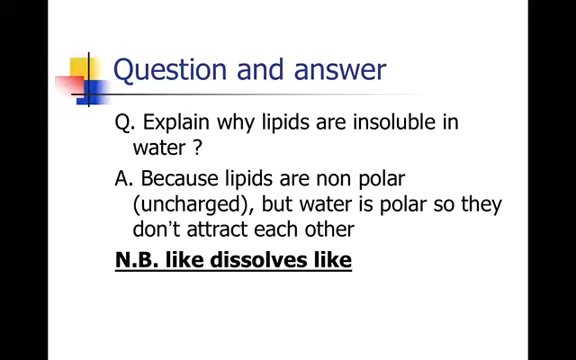 Question and answer
Q. Explain why lipids are insoluble in
water ?
A. Because lipids are non polar
(uncharged), but water is polar so they
don't attract each other
N.B. like dissolves like